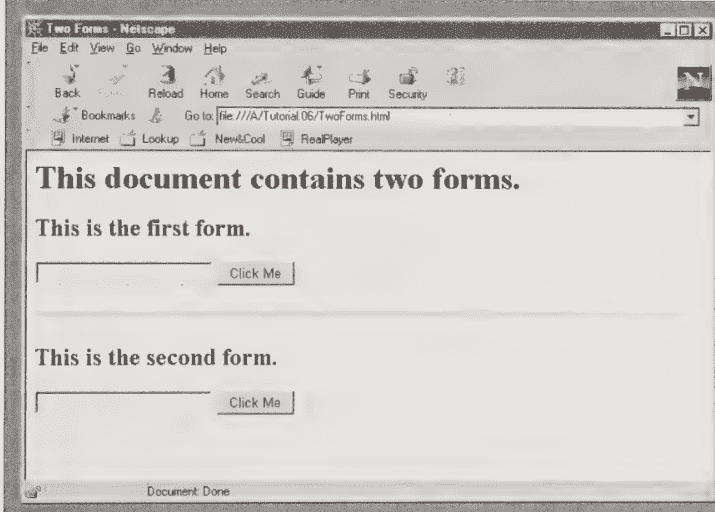 Two Forms - Netscape
File Edit View Go Window Help
Back Reload Home Search Guide Print Security
Bookmarks Go to: file:///A/Tutorial.06/TwoForms.html
Internet Lookup New&Cool RealPlayer
This document contains two forms.
This is the first form.
Click Me
This is the second form.
Click Me
Document: Done